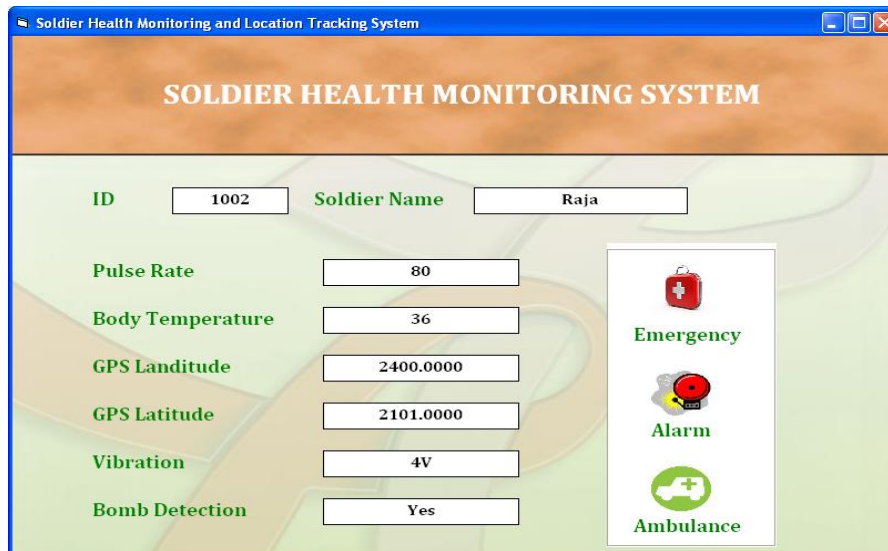 Soldier Health Monitoring and Location Tracking System
SOLDIER HEALTH MONITORING SYSTEM
ID 1002 Soldier Name Raja
Pulse Rate 80
Body Temperature 36
GPS Landitude 2400.0000
GPS Latitude 2101.0000
Vibration 4V
Bomb Detection Yes
Emergency
Alarm
Ambulance